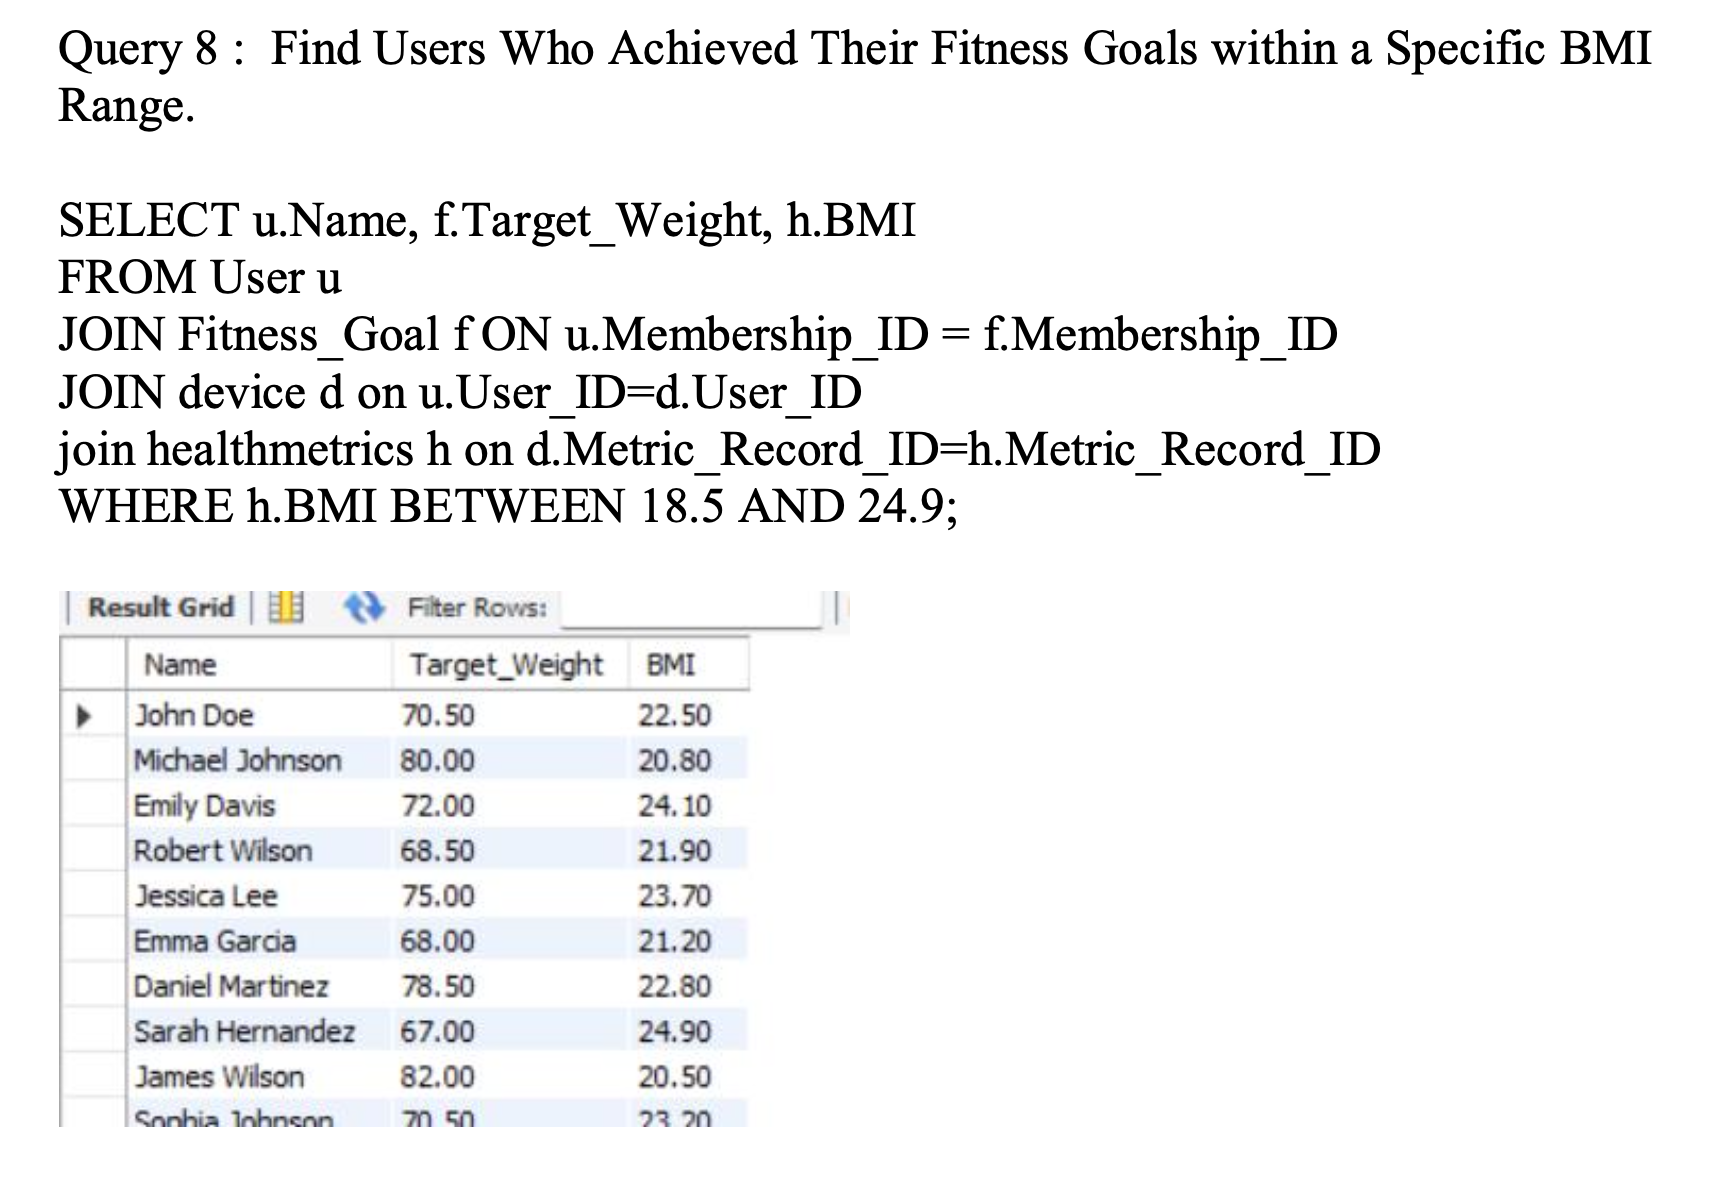 Query 8 :  Find Users Who Achieved Their Fitness Goals within a Specific BMI
Range.
SELECT u.Name, f.Target_Weight, h.BMI
FROM User u
JOIN Fitness_Goal f ON u.Membership_ID = f.Membership_ID
JOIN device d on u.User_ID=d.User_ID
join healthmetrics h on d.Metric_Record_ID=h.Metric_Record_ID
WHERE h.BMI BETWEEN 18.5 AND 24.9;
Result Grid Filter Rows:
Name Target_Weight BMI
John Doe 70.50 22.50
Michael Johnson 80.00 20.80
Emily Davis 72.00 24.10
Robert Wilson 68.50 21.90
Jessica Lee 75.00 23.70
Emma Garcia 68.00 21.20
Daniel Martinez 78.50 22.80
Sarah Hernandez 67.00 24.90
James Wilson 82.00 20.50
Sophia Johnson 70.50 23.20